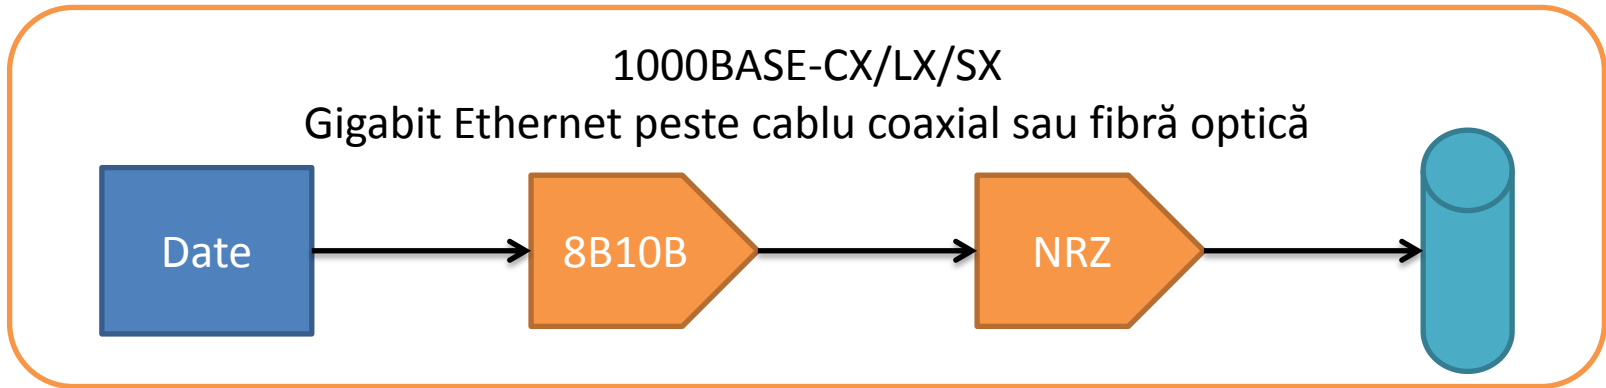 1000BASE-CX/LX/SX
Gigabit Ethernet peste cablu coaxial sau fibră optică
Date
8B10B
NRZ